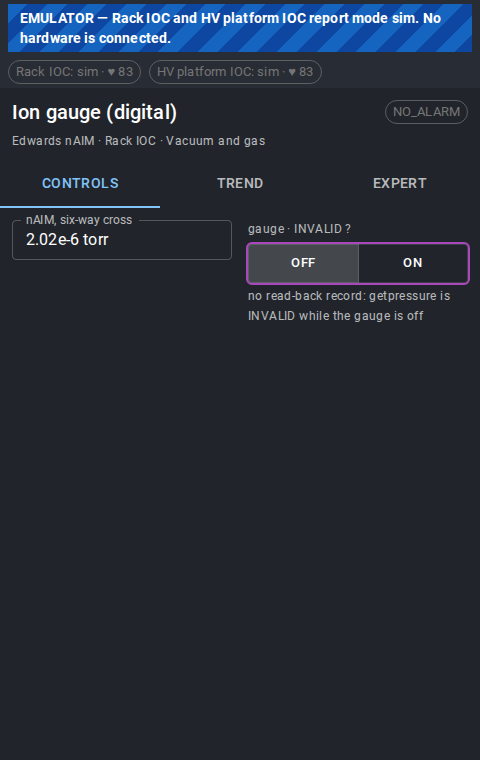 EMULATOR — Rack IOC and HV platform IOC report mode sim. No
hardware is connected.
Rack IOC: sim · ♥ 83
HV platform IOC: sim · ♥ 83
Ion gauge (digital)
NO_ALARM
Edwards nAIM · Rack IOC · Vacuum and gas
CONTROLS
TREND
EXPERT
nAIM, six-way cross
2.02e-6 torr
gauge · INVALID ?
OFF
ON
no read-back record: getpressure is
INVALID while the gauge is off